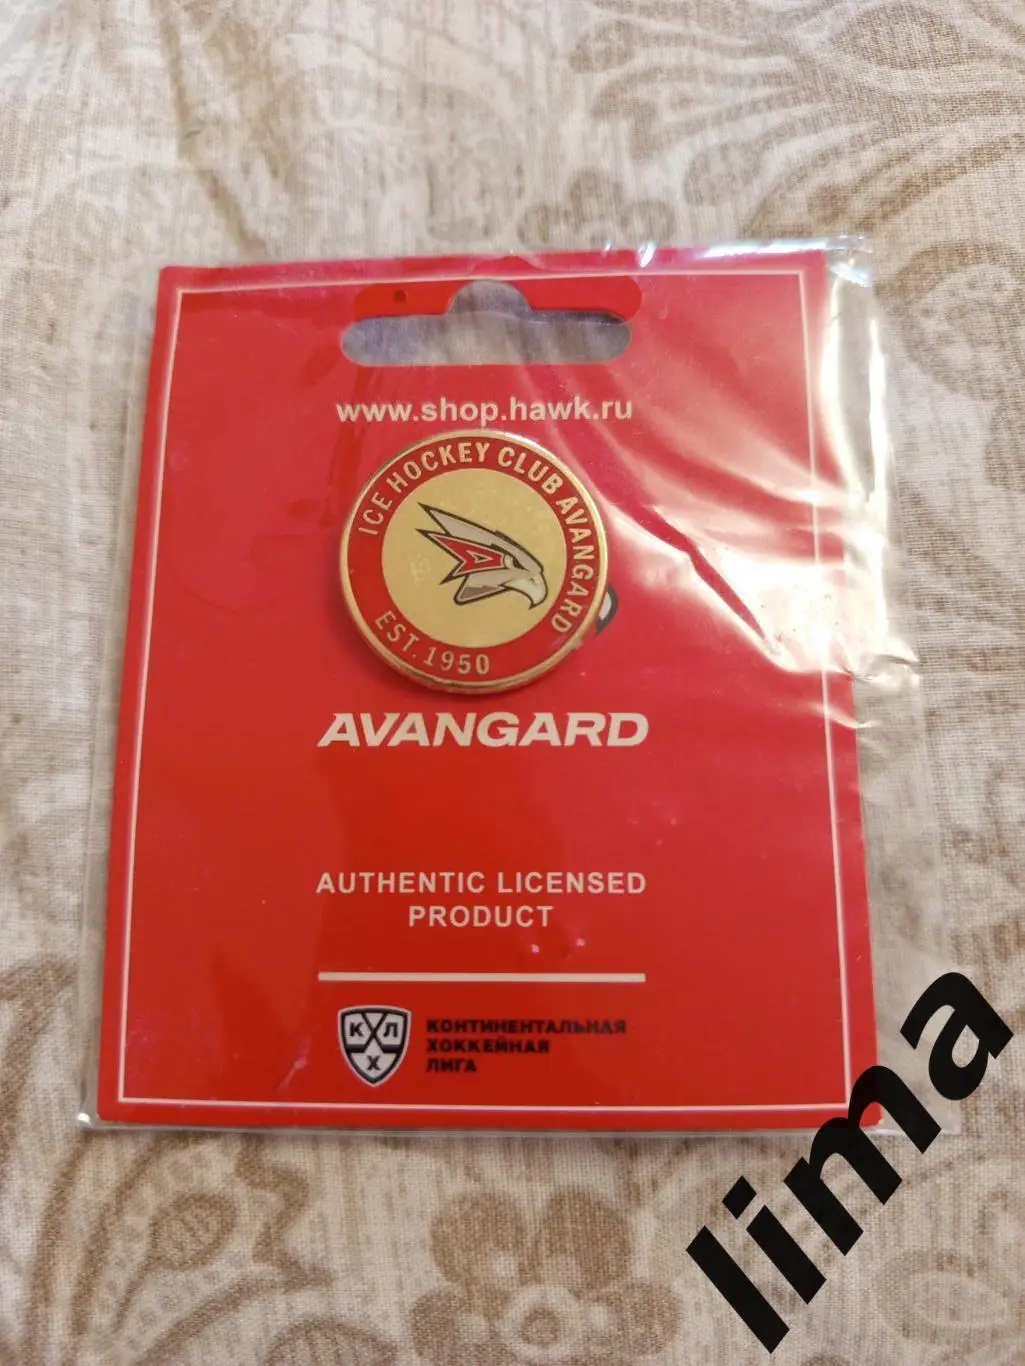 www.shop.hawk.ru
ICE HOCKEY CLUB AVANGARD
A
EST. 1950
AVANGARD
AUTHENTIC LICENSED
PRODUCT
КХЛ
КОНТИНЕНТАЛЬНАЯ
ХОККЕЙНАЯ
ЛИГА
lima